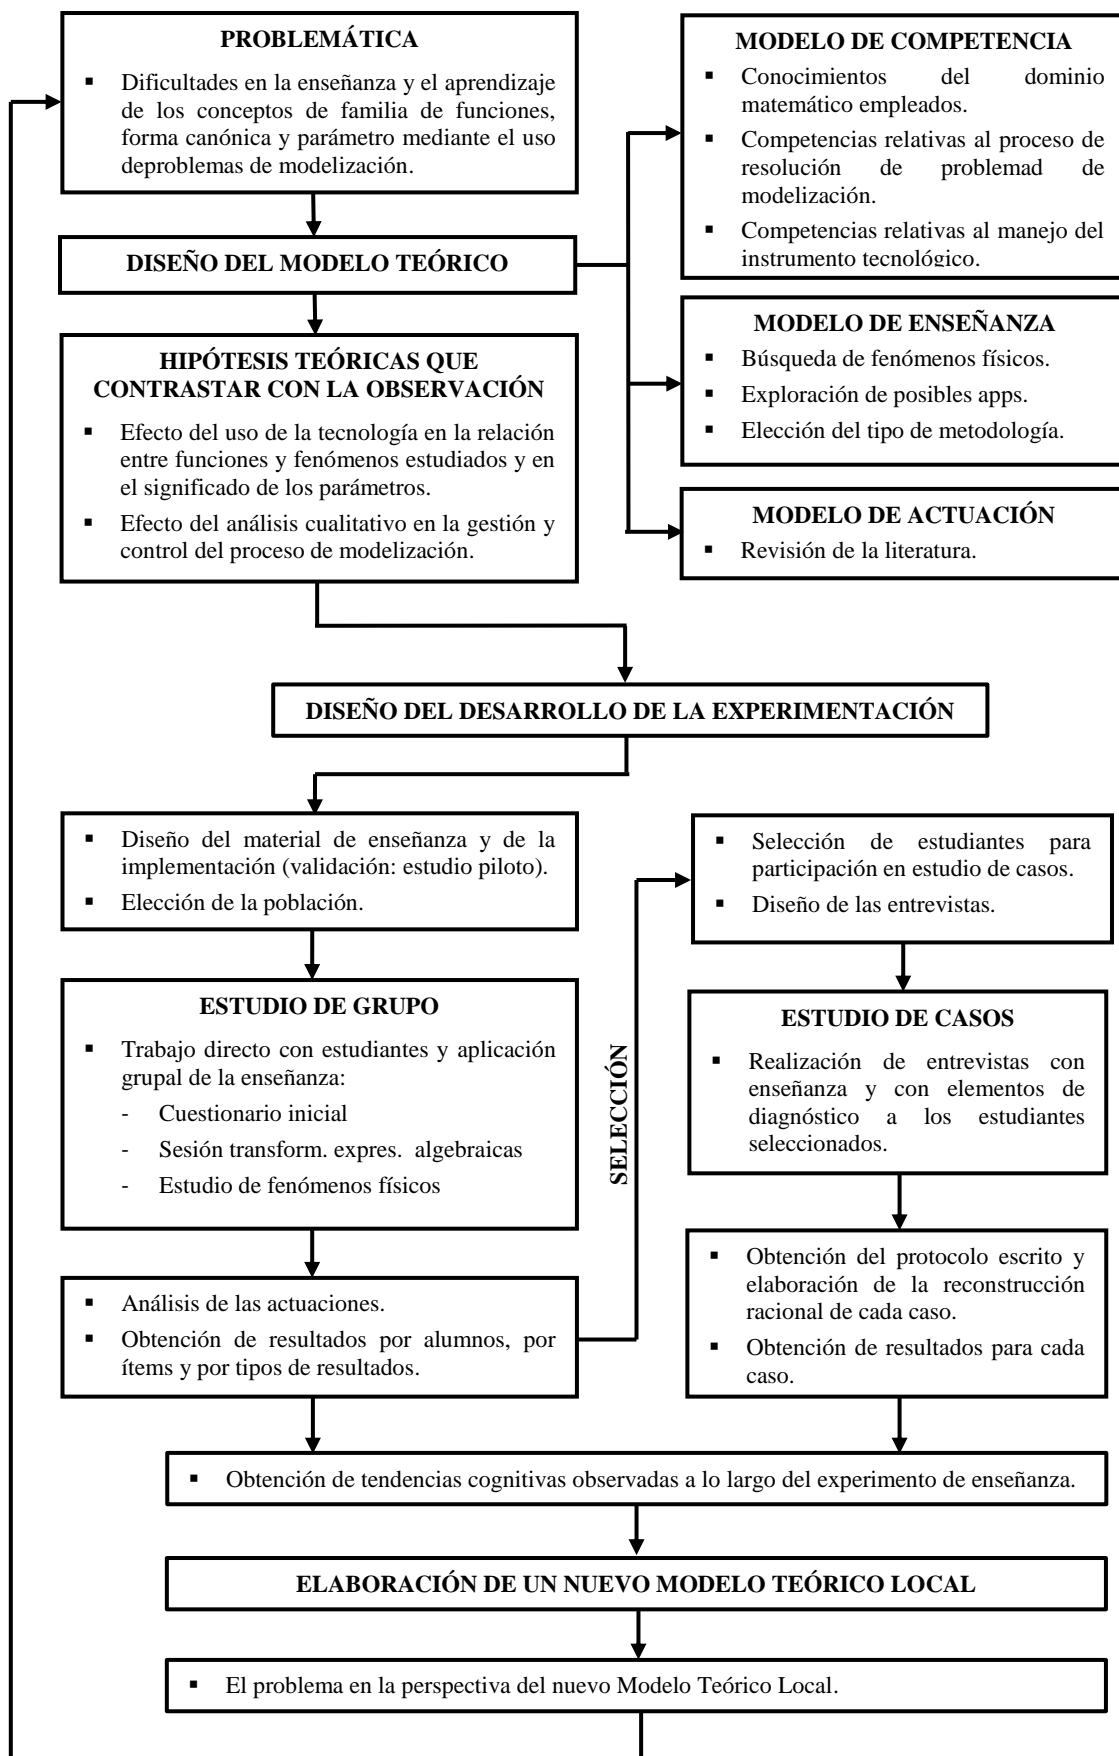 PROBLEMÁTICA
▪ Dificultades en la enseñanza y el aprendizaje
de los conceptos de familia de funciones,
forma canónica y parámetro mediante el uso
deproblemas de modelización.
DISEÑO DEL MODELO TEÓRICO
MODELO DE COMPETENCIA
▪ Conocimientos del dominio
matemático empleados.
▪ Competencias relativas al proceso de
resolución de problemad de
modelización.
▪ Competencias relativas al manejo del
instrumento tecnológico.
MODELO DE ENSEÑANZA
▪ Búsqueda de fenómenos físicos.
▪ Exploración de posibles apps.
▪ Elección del tipo de metodología.
MODELO DE ACTUACIÓN
▪ Revisión de la literatura.
HIPÓTESIS TEÓRICAS QUE
CONTRASTAR CON LA OBSERVACIÓN
▪ Efecto del uso de la tecnología en la relación
entre funciones y fenómenos estudiados y en
el significado de los parámetros.
▪ Efecto del análisis cualitativo en la gestión y
control del proceso de modelización.
DISEÑO DEL DESARROLLO DE LA EXPERIMENTACIÓN
▪ Diseño del material de enseñanza y de la
implementación (validación: estudio piloto).
▪ Elección de la población.
ESTUDIO DE GRUPO
▪ Trabajo directo con estudiantes y aplicación
grupal de la enseñanza:
- Cuestionario inicial
- Sesión transform. expres. algebraicas
- Estudio de fenómenos físicos
▪ Análisis de las actuaciones.
▪ Obtención de resultados por alumnos, por
ítems y por tipos de resultados.
SELECCIÓN
▪ Selección de estudiantes para
participación en estudio de casos.
▪ Diseño de las entrevistas.
ESTUDIO DE CASOS
▪ Realización de entrevistas con
enseñanza y con elementos de
diagnóstico a los estudiantes
seleccionados.
▪ Obtención del protocolo escrito y
elaboración de la reconstrucción
racional de cada caso.
▪ Obtención de resultados para cada
caso.
▪ Obtención de tendencias cognitivas observadas a lo largo del experimento de enseñanza.
ELABORACIÓN DE UN NUEVO MODELO TEÓRICO LOCAL
▪ El problema en la perspectiva del nuevo Modelo Teórico Local.